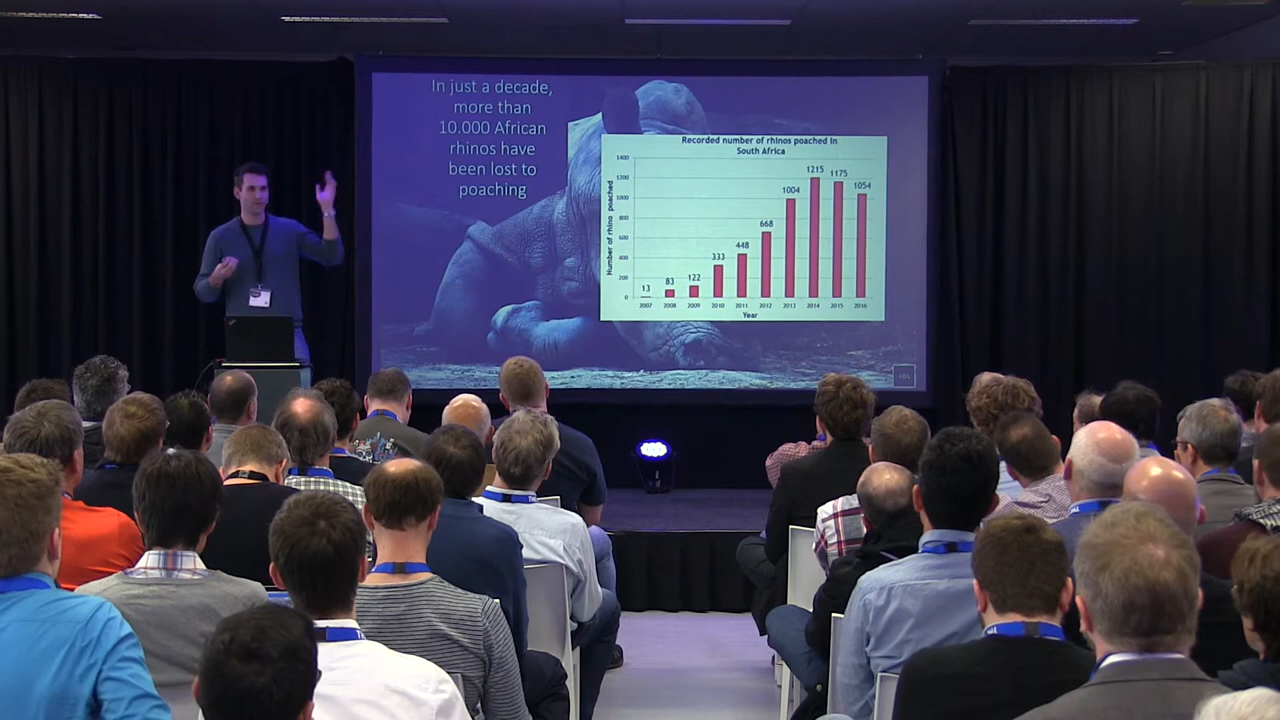 In just a decade,
more than
10.000 African
rhinos have
been lost to
poaching
Recorded number of rhinos poached in
South Africa
Number of rhino poached
1400
1200
1000
800
600
400
200
0
13
83
122
333
448
668
1004
1215
1175
1054
2007
2008
2009
2010
2011
2012
2013
2014
2015
2016
Year
IDL